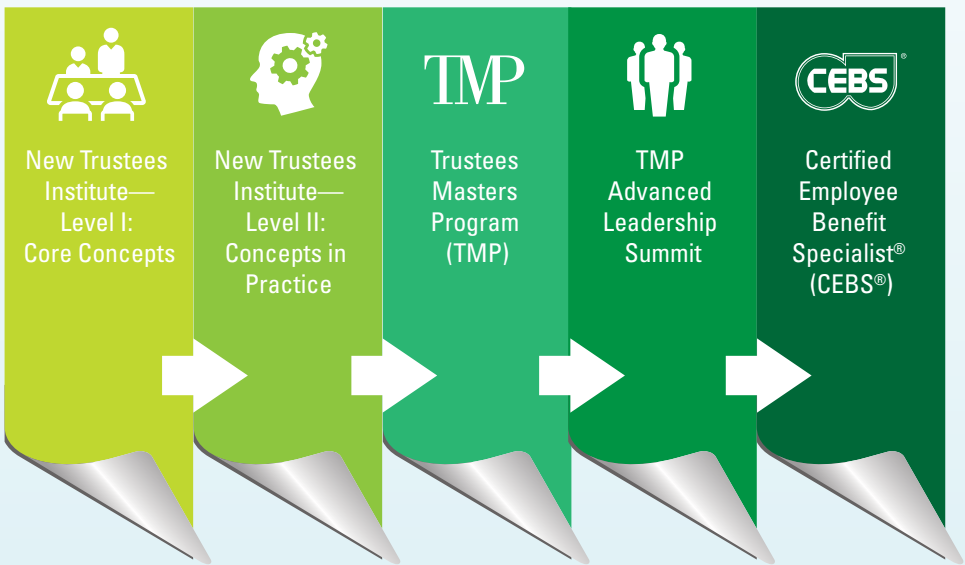 New Trustees
Institute—
Level I:
Core Concepts
New Trustees
Institute—
Level II:
Concepts in
Practice
TMP
Trustees
Masters
Program
(TMP)
TMP
Advanced
Leadership
Summit
CEBS®
Certified
Employee
Benefit
Specialist®
(CEBS®)